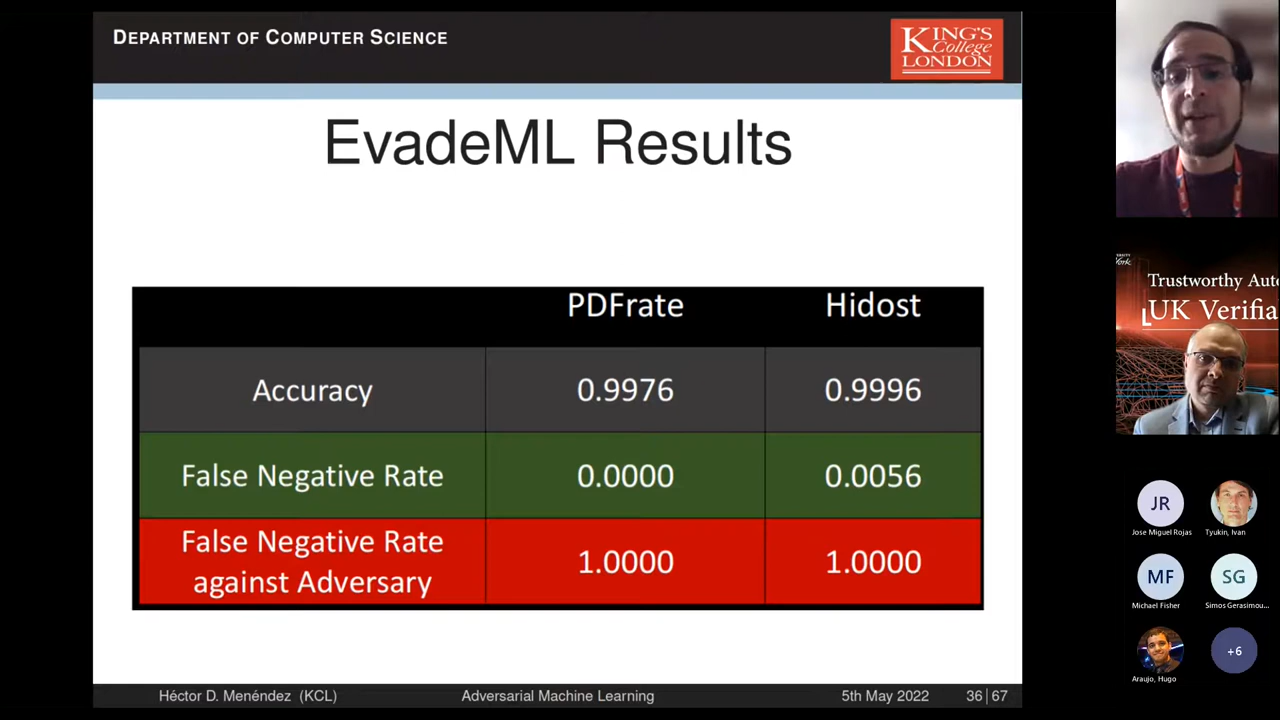 DEPARTMENT OF COMPUTER SCIENCE
KING'S
College
LONDON
EvadeML Results
PDFrate Hidost
Accuracy 0.9976 0.9996
False Negative Rate 0.0000 0.0056
False Negative Rate
against Adversary 1.0000 1.0000
Héctor D. Menéndez (KCL) Adversarial Machine Learning 5th May 2022 36|67
Trustworthy Aut
UK Verifia
JR
Jose Miguel Rojas Tyukin, Ivan
MF SG
Michael Fisher Simos Gerasimou...
Araujo, Hugo
+6